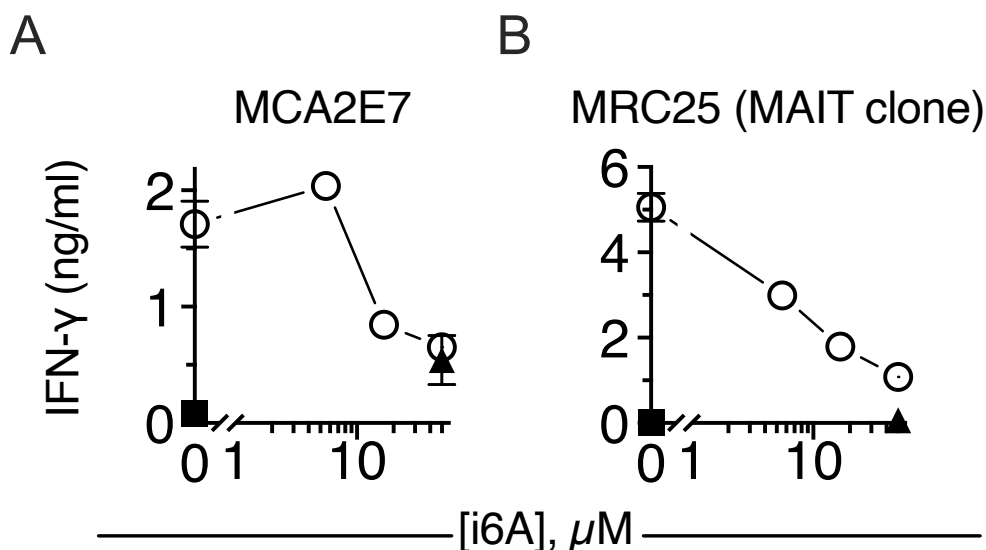 A
B
MCA2E7
MRC25 (MAIT clone)
IFN-γ (ng/ml)
2
1
0
0 1 10
6
4
2
0
0 1 10
[i6A], μM